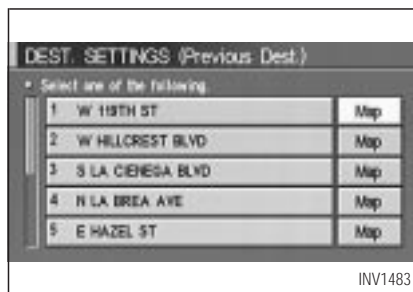 DEST. SETTINGS (Previous Dest.)
• Select one of the following.
1 W 119TH ST Map
2 W HILLCREST BLVD Map
3 S LA CIENEGA BLVD Map
4 N LA BREA AVE Map
5 E HAZEL ST Map
INV1483